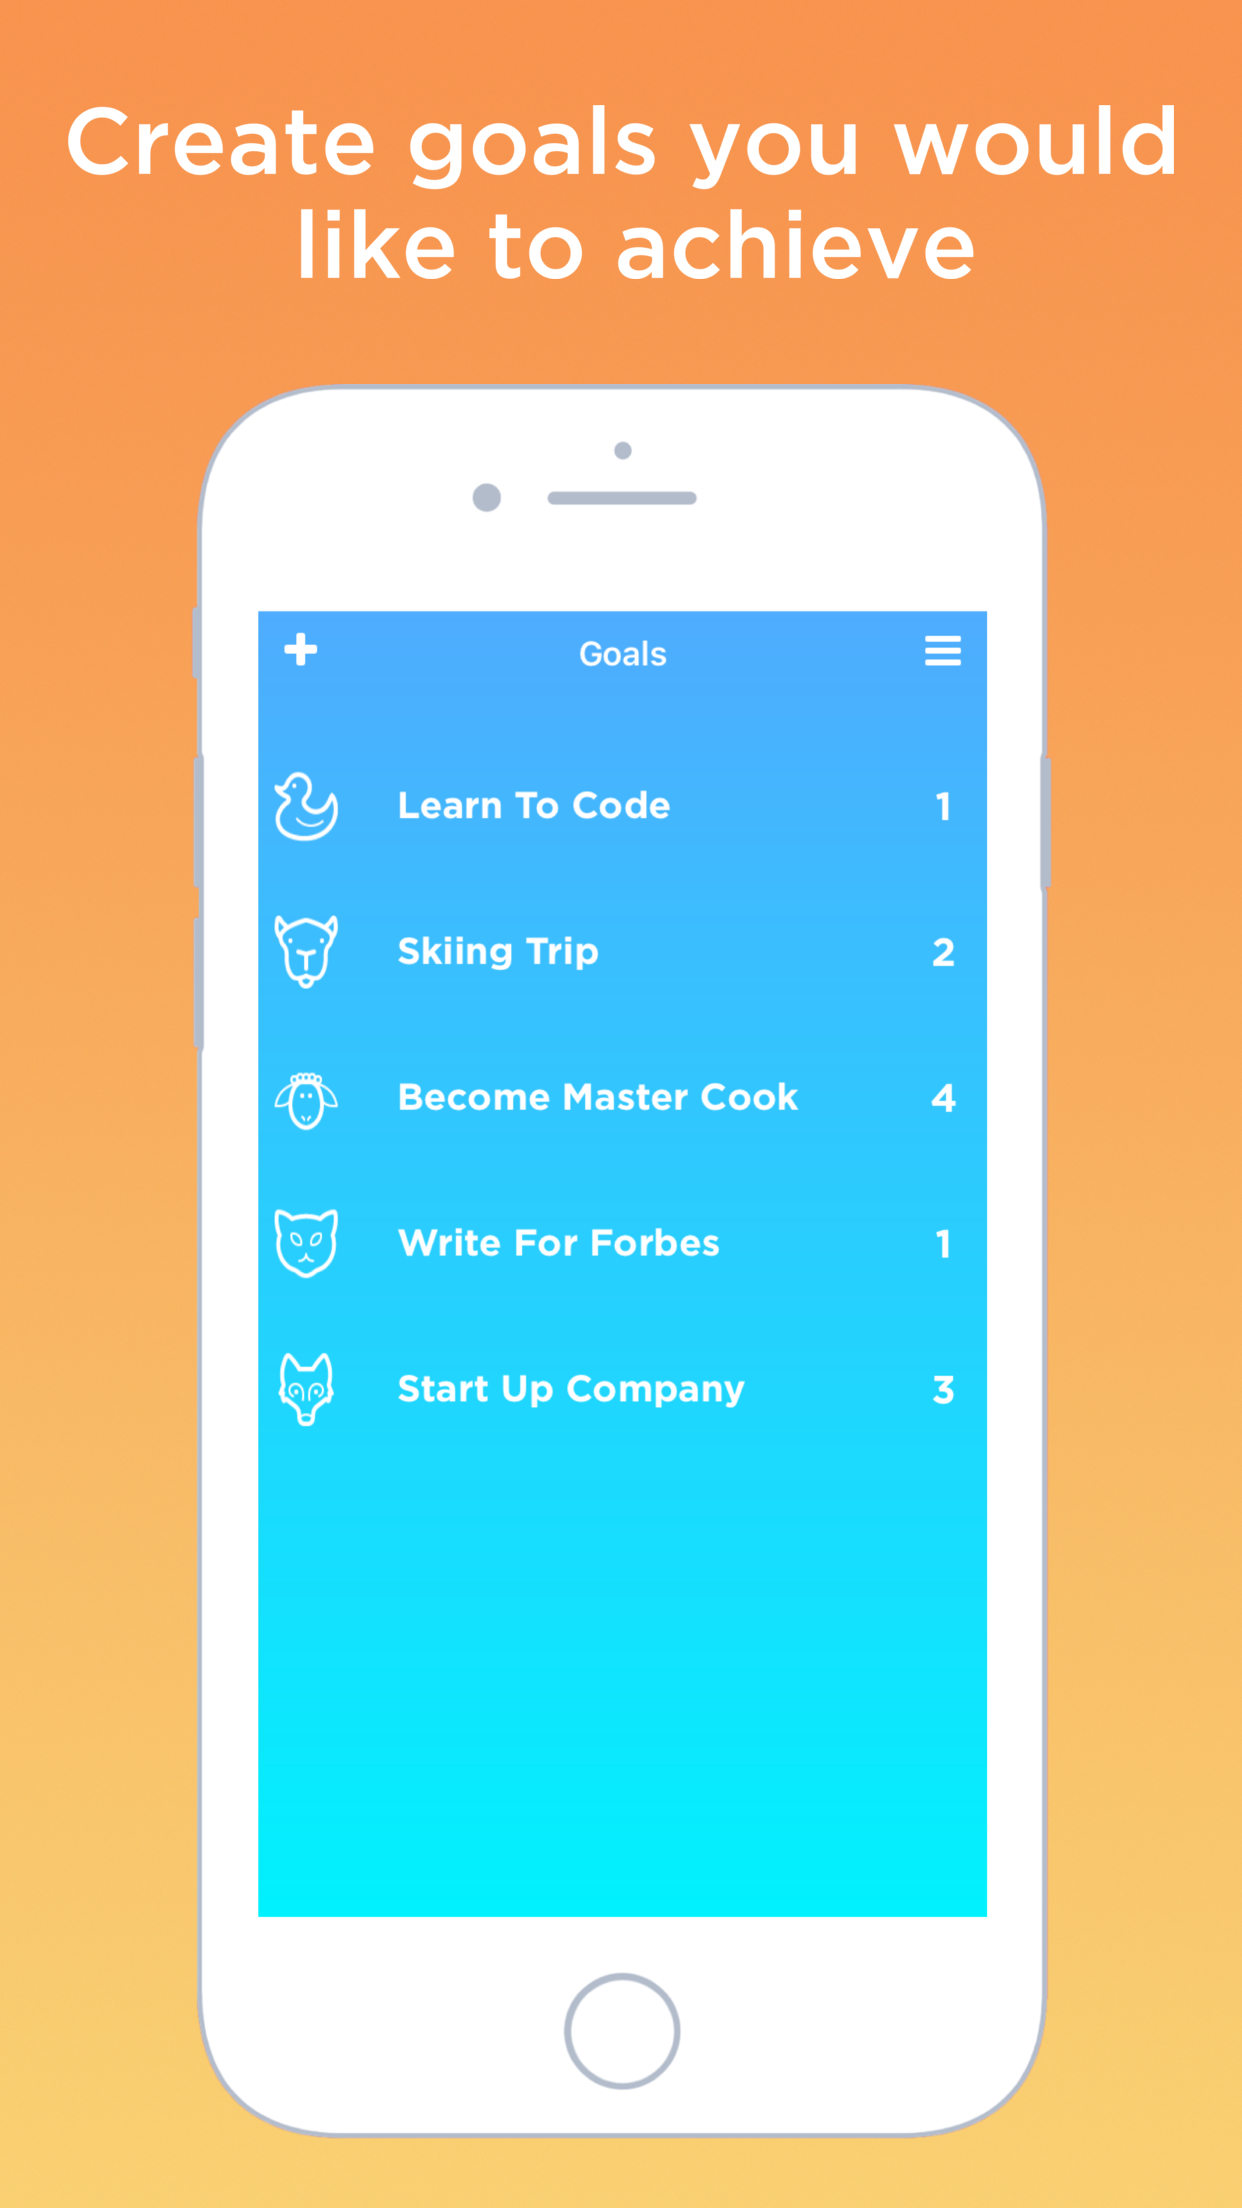 Create goals you would
like to achieve
Goals
Learn To Code 1
Skiing Trip 2
Become Master Cook 4
Write For Forbes 1
Start Up Company 3